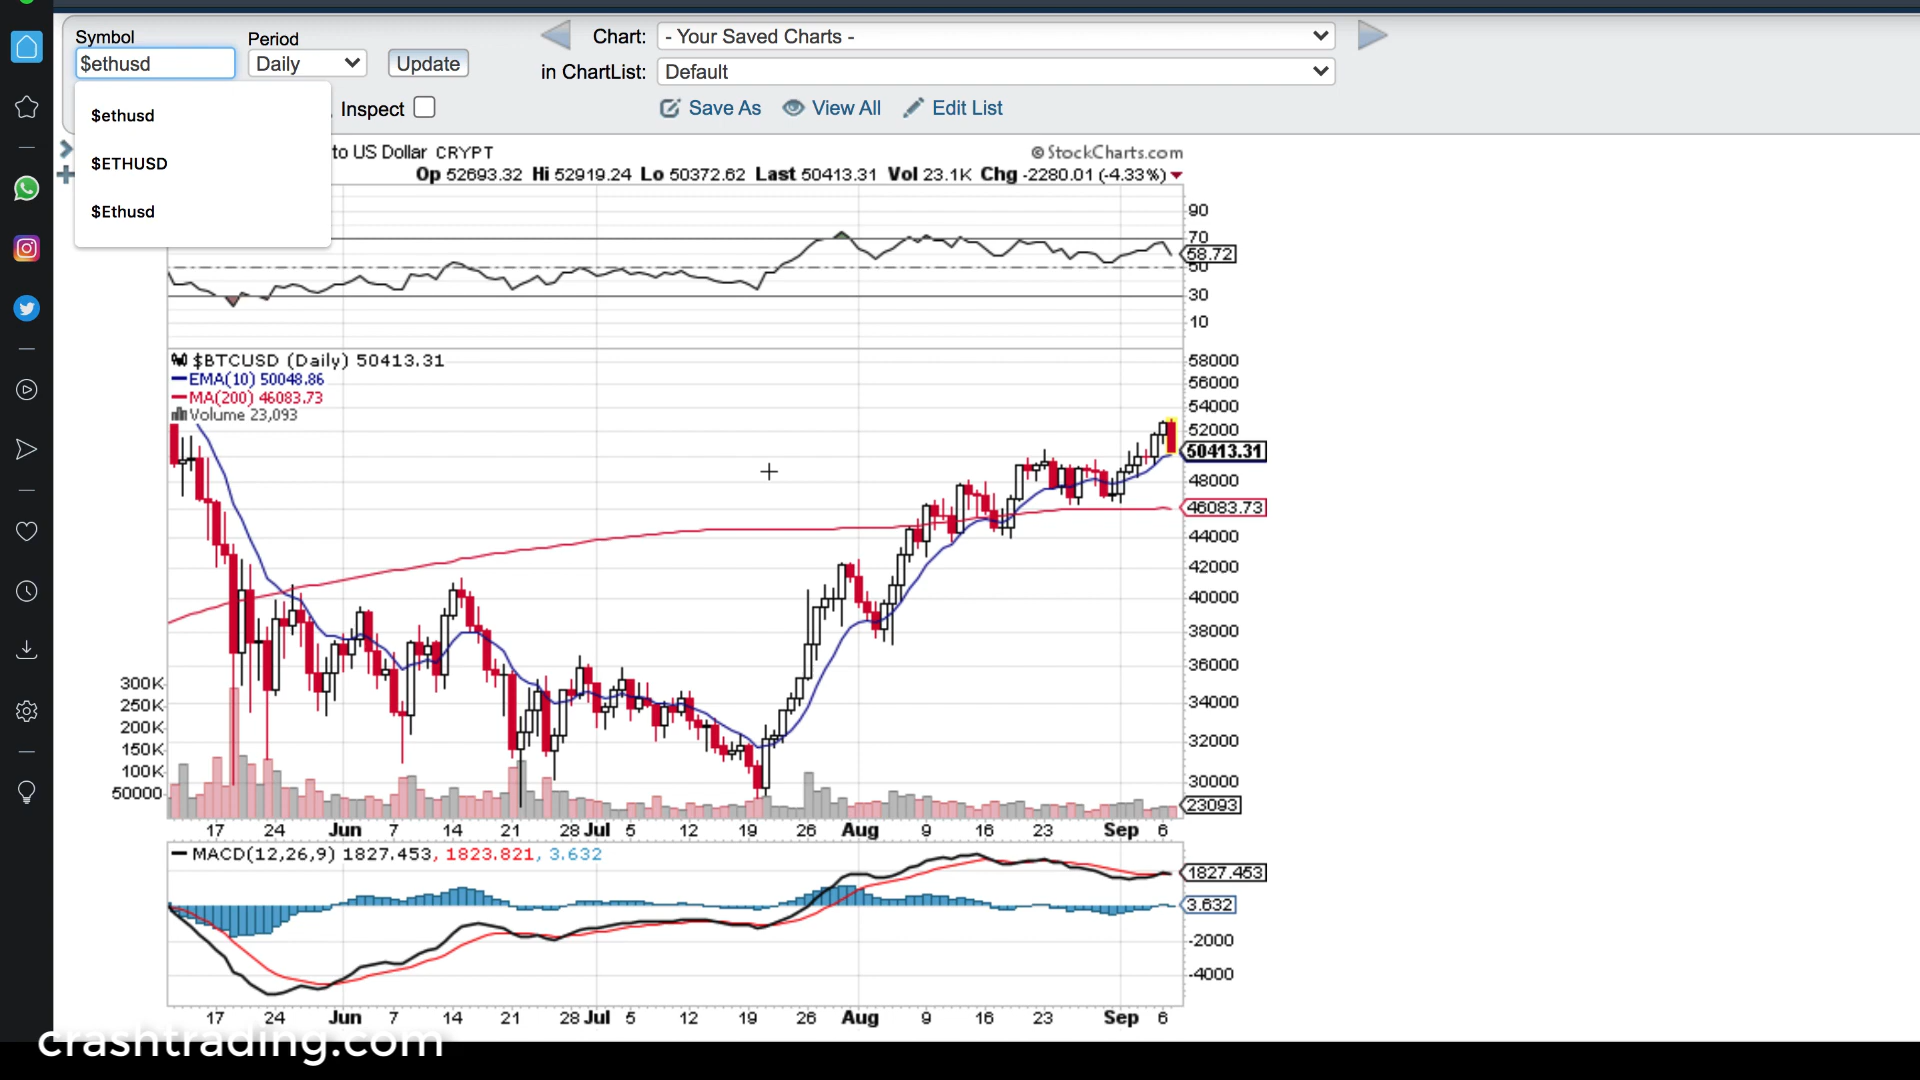 Symbol
Period
$ethusd
Daily
Update
Chart:
- Your Saved Charts -
in ChartList:
Default
$ethusd
$ETHUSD
$Ethusd
Inspect
Save As
View All
Edit List
to US Dollar CRYPT
© StockCharts.com
Op 52693.32 Hi 52919.24 Lo 50372.62 Last 50413.31 Vol 23.1K Chg -2280.01 (-4.33%)
90
70
58.72
50
30
10
$BTCUSD (Daily) 50413.31
EMA(10) 50048.86
MA(200) 46083.73
Volume 23,093
58000
56000
54000
52000
50413.31
48000
46083.73
44000
42000
40000
38000
36000
34000
32000
30000
23093
300K
250K
200K
150K
100K
50000
17 24 Jun 7 14 21 28 Jul 5 12 19 26 Aug 9 16 23 Sep 6
MACD(12,26,9) 1827.453, 1823.821, 3.632
1827.453
3.632
-2000
-4000
17 24 Jun 7 14 21 28 Jul 5 12 19 26 Aug 9 16 23 Sep 6
crashtrading.com